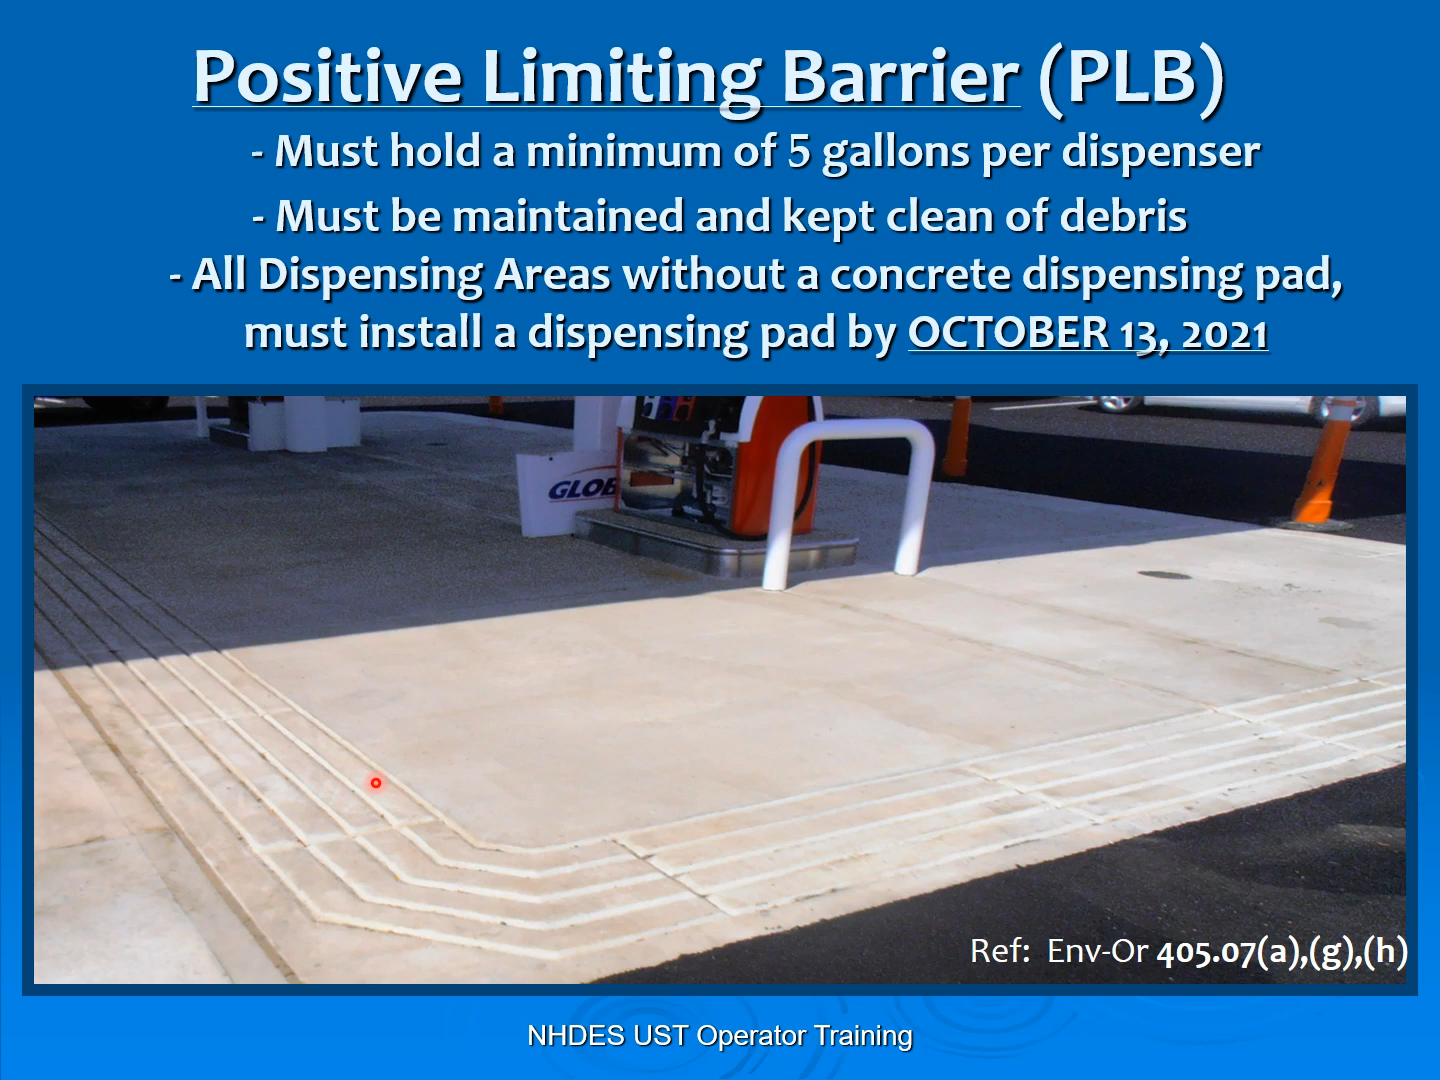 Positive Limiting Barrier (PLB)
- Must hold a minimum of 5 gallons per dispenser
- Must be maintained and kept clean of debris
- All Dispensing Areas without a concrete dispensing pad,
must install a dispensing pad by OCTOBER 13, 2021
GLOB
Ref:  Env-Or 405.07(a),(g),(h)
NHDES UST Operator Training